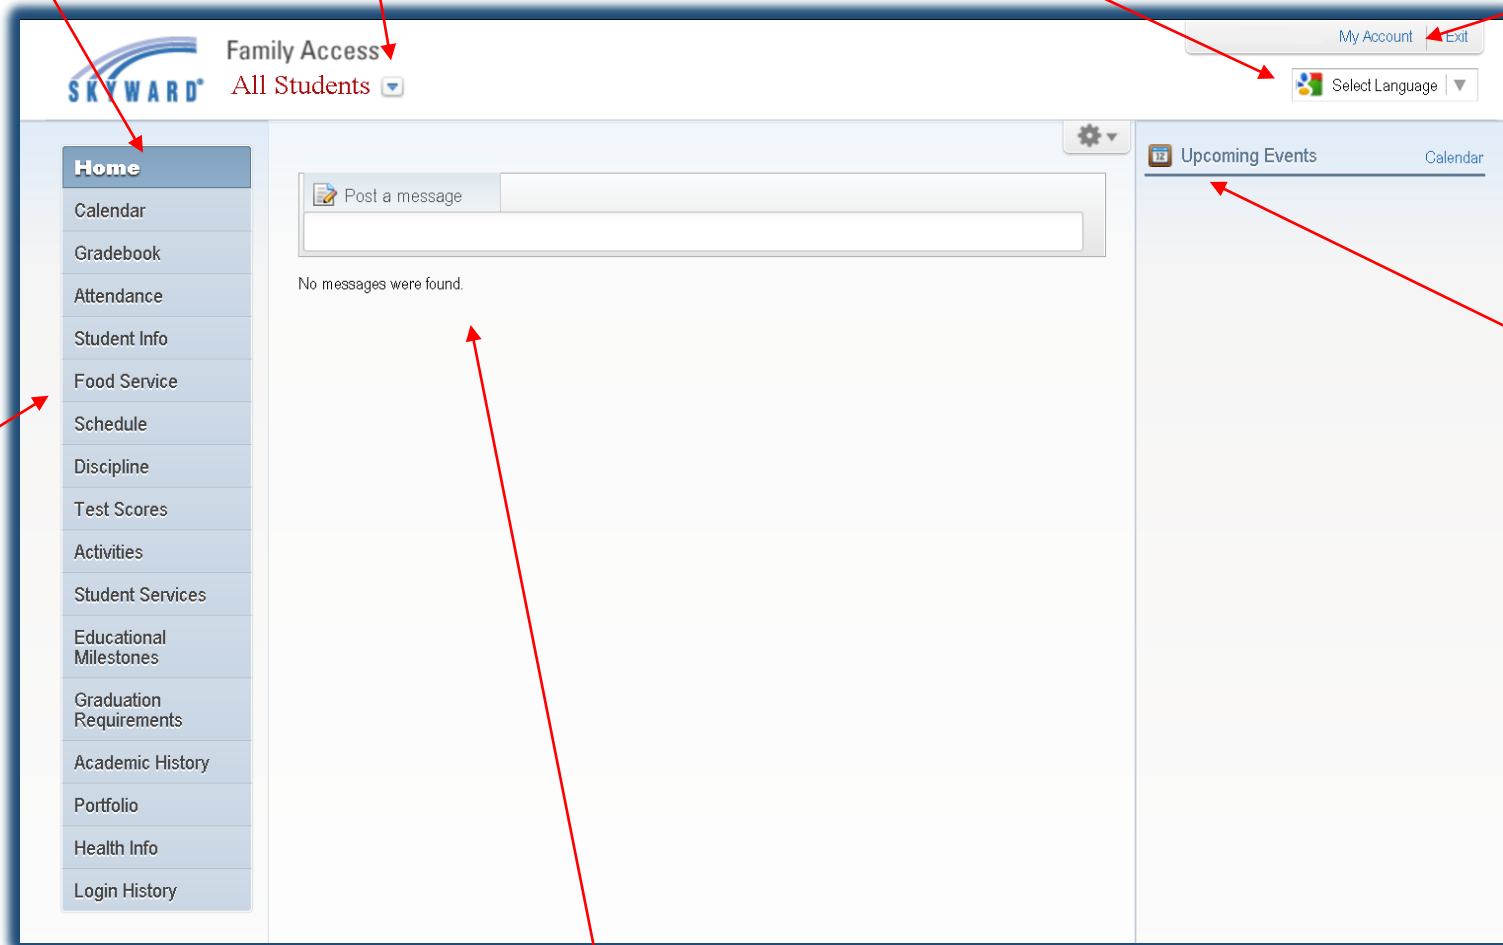 My Account
Exit
SKYWARD
Family Access
All Students
Select Language
Home
Calendar
Gradebook
Attendance
Student Info
Food Service
Schedule
Discipline
Test Scores
Activities
Student Services
Educational
Milestones
Graduation
Requirements
Academic History
Portfolio
Health Info
Login History
Post a message
No messages were found.
12
Upcoming Events
Calendar